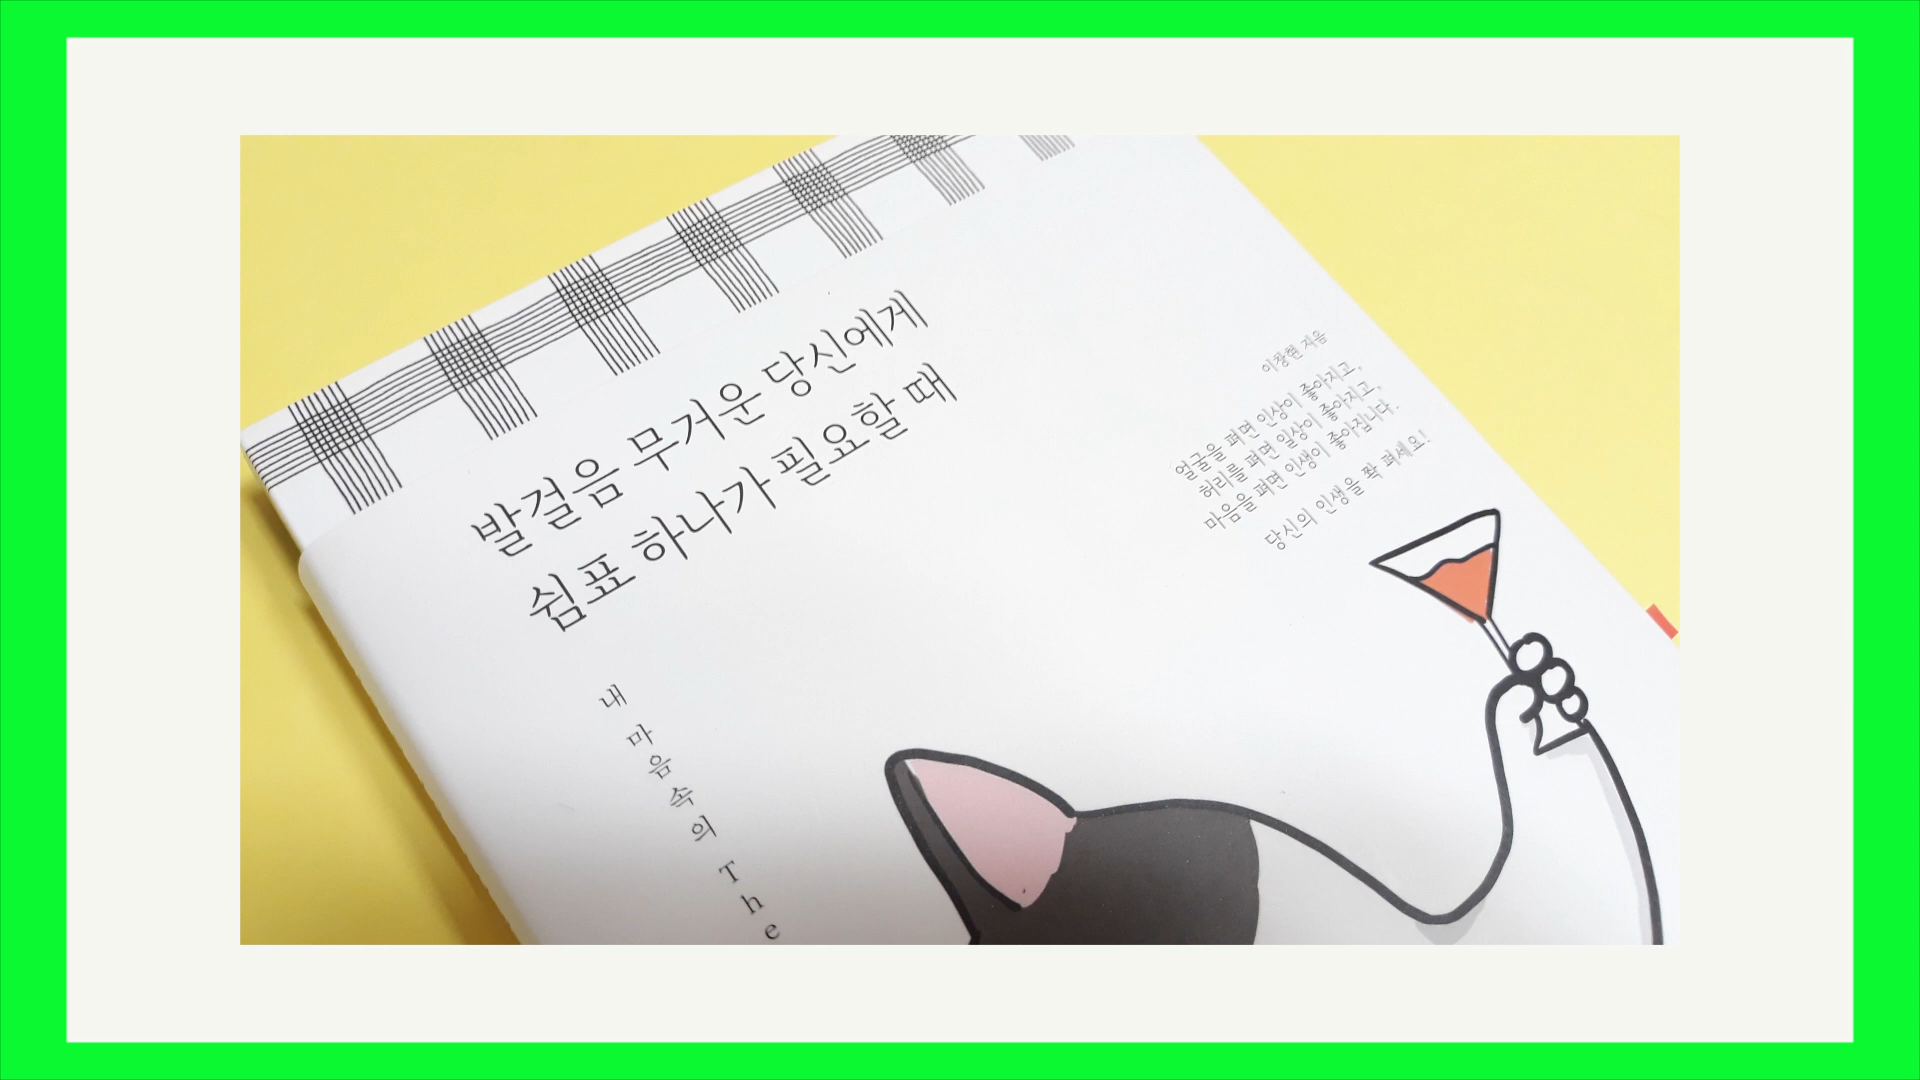 발걸음 무거운 당신에게
쉼표 하나가 필요할 때
이창현 지음
얼굴을 펴면 인상이 좋아지고,
허리를 펴면 일상이 좋아지고,
마음을 펴면 인생이 좋아집니다.
당신의 인생을 쫙 펴세요!
내 마음속의 The